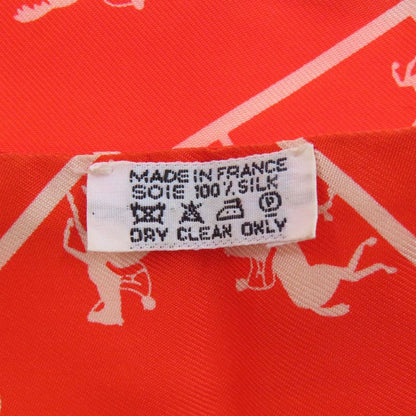 MADE IN FRANCE
SOIE 100% SILK
P
DRY CLEAN ONLY